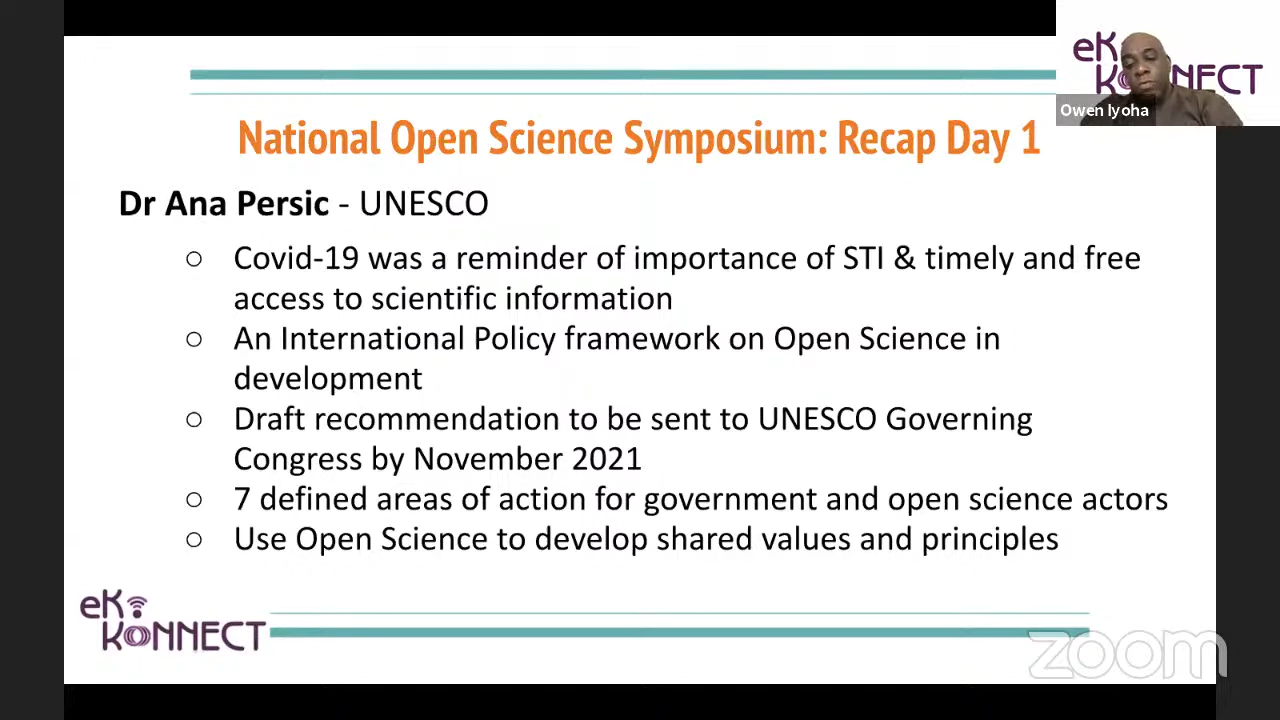 eK
KONNECT
Owen Iyoha
National Open Science Symposium: Recap Day 1
Dr Ana Persic - UNESCO
○ Covid-19 was a reminder of importance of STI & timely and free
access to scientific information
○ An International Policy framework on Open Science in
development
○ Draft recommendation to be sent to UNESCO Governing
Congress by November 2021
○ 7 defined areas of action for government and open science actors
○ Use Open Science to develop shared values and principles
eK
KONNECT
zoom